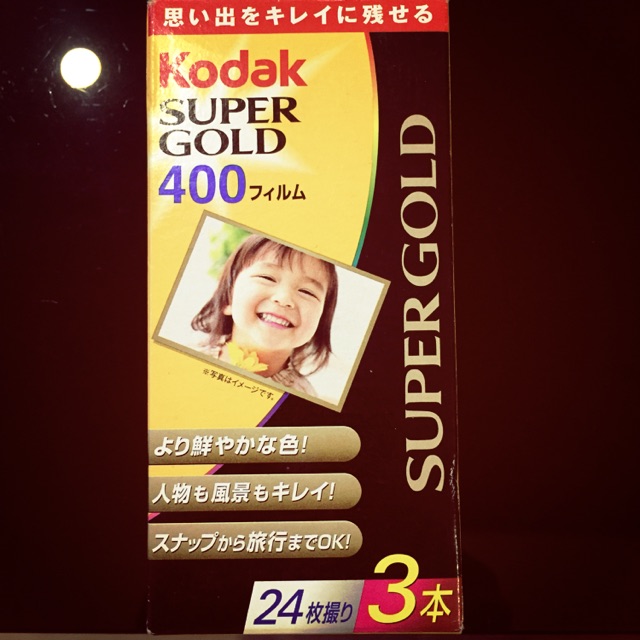 思い出をキレイに残せる
Kodak
SUPER
GOLD
400フィルム
SUPER GOLD
※写真はイメージです。
より鮮やかな色!
人物も風景もキレイ!
スナップから旅行までOK!
24枚撮り 3本